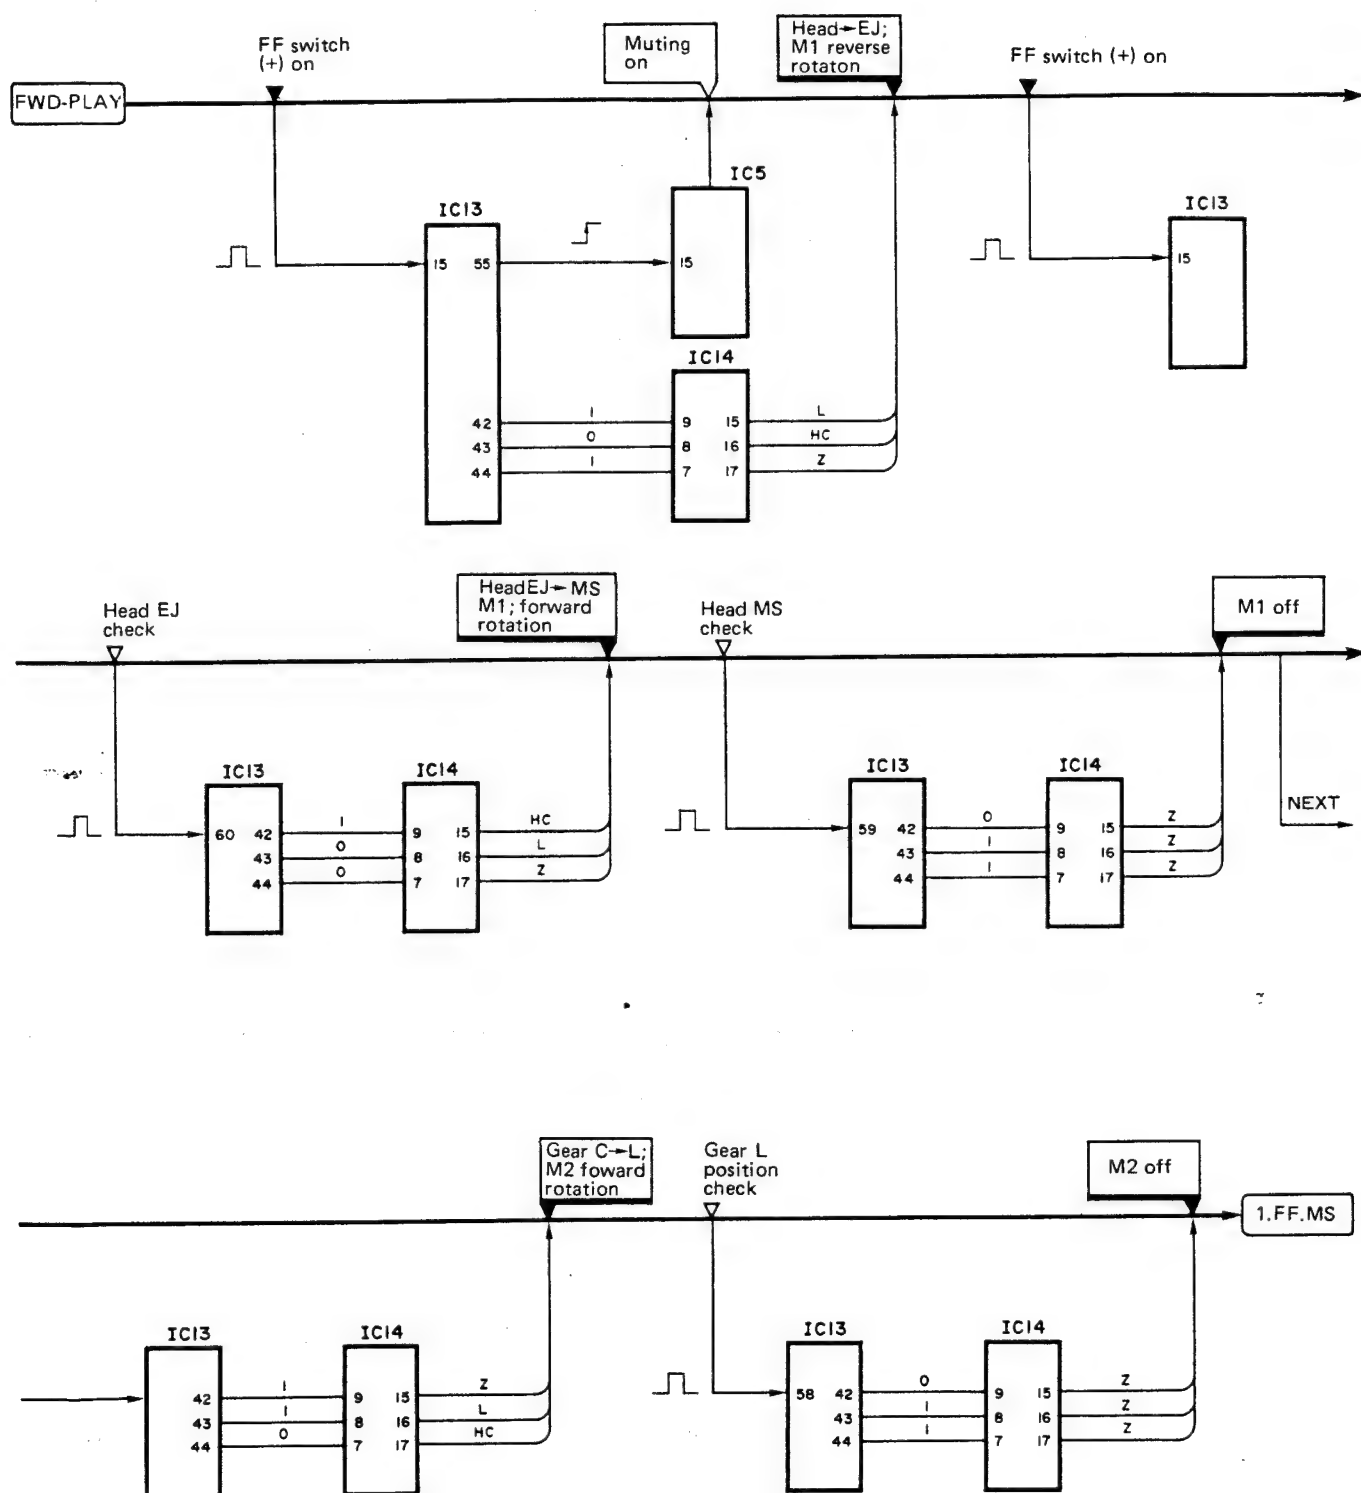 FF switch
(+) on
Muting
on
Head→EJ;
M1 reverse
rotaton
FF switch (+) on
FWD-PLAY
IC5
IC13
IC13
15
55
15
15
IC14
42
1
9
15
L
43
0
8
16
HC
44
1
7
17
Z
Head EJ
check
HeadEJ→MS
M1; forward
rotation
Head MS
check
M1 off
IC13
IC14
IC13
IC14
NEXT
60
42
1
9
15
HC
43
0
8
16
L
44
0
7
17
Z
59
42
0
9
15
Z
43
1
8
16
Z
44
1
7
17
Z
Gear C→L;
M2 foward
rotation
Gear L
position
check
M2 off
1.FF.MS
IC13
IC14
IC13
IC14
42
1
9
15
Z
43
1
8
16
L
44
0
7
17
HC
58
42
0
9
15
Z
43
1
8
16
Z
44
1
7
17
Z